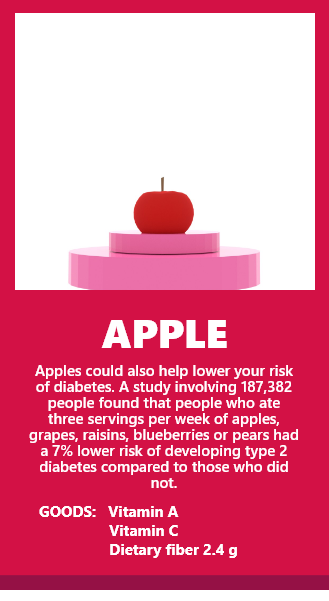 APPLE
Apples could also help lower your risk
of diabetes. A study involving 187,382
people found that people who ate
three servings per week of apples,
grapes, raisins, blueberries or pears had
a 7% lower risk of developing type 2
diabetes compared to those who did
not.
GOODS: Vitamin A
Vitamin C
Dietary fiber 2.4 g